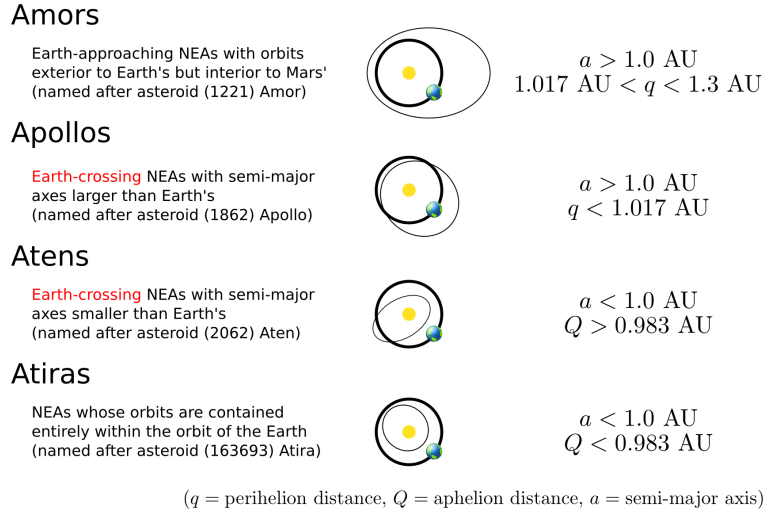 Amors
Earth-approaching NEAs with orbits
exterior to Earth's but interior to Mars'
(named after asteroid (1221) Amor)
a > 1.0 AU
1.017 AU < q < 1.3 AU
Apollos
Earth-crossing NEAs with semi-major
axes larger than Earth's
(named after asteroid (1862) Apollo)
a > 1.0 AU
q < 1.017 AU
Atens
Earth-crossing NEAs with semi-major
axes smaller than Earth's
(named after asteroid (2062) Aten)
a < 1.0 AU
Q > 0.983 AU
Atiras
NEAs whose orbits are contained
entirely within the orbit of the Earth
(named after asteroid (163693) Atira)
a < 1.0 AU
Q < 0.983 AU
(q = perihelion distance, Q = aphelion distance, a = semi-major axis)